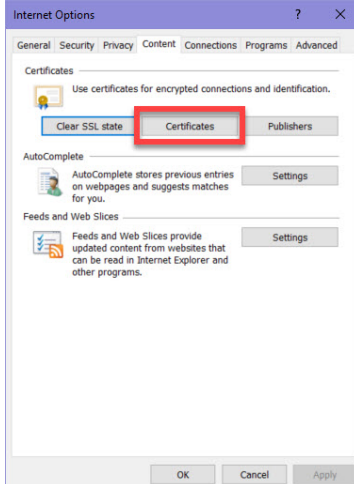 Internet Options ? ×
General Security Privacy Content Connections Programs Advanced
Certificates
Use certificates for encrypted connections and identification.
Clear SSL state Certificates Publishers
AutoComplete
AutoComplete stores previous entries
on webpages and suggests matches
for you.
Settings
Feeds and Web Slices
Feeds and Web Slices provide
updated content from websites that
can be read in Internet Explorer and
other programs.
Settings
OK Cancel Apply